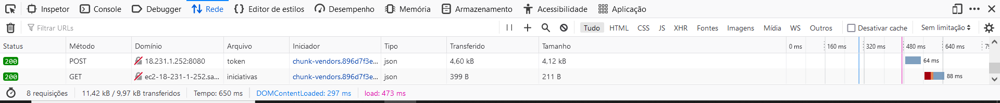 Inspetor Console Debugger Rede Editor de estilos Desempenho Memória Armazenamento Acessibilidade Aplicação
Filtrar URLs Tudo HTML CSS JS XHR Fontes Imagens Mídia WS Outros Desativar cache Sem limitação
Status Método Domínio Arquivo Iniciador Tipo Transferido Tamanho 0 ms 160 ms 320 ms 480 ms 640 ms
200 POST 18.231.1.252:8080 token chunk-vendors.896d7f3e... json 4,60 kB 4,12 kB 64 ms
200 GET ec2-18-231-1-252.sa... iniciativas chunk-vendors.896d7f3e... json 399 B 211 B 88 ms
8 requisições 11,42 kB / 9,97 kB transferidos Tempo: 650 ms DOMContentLoaded: 297 ms load: 473 ms